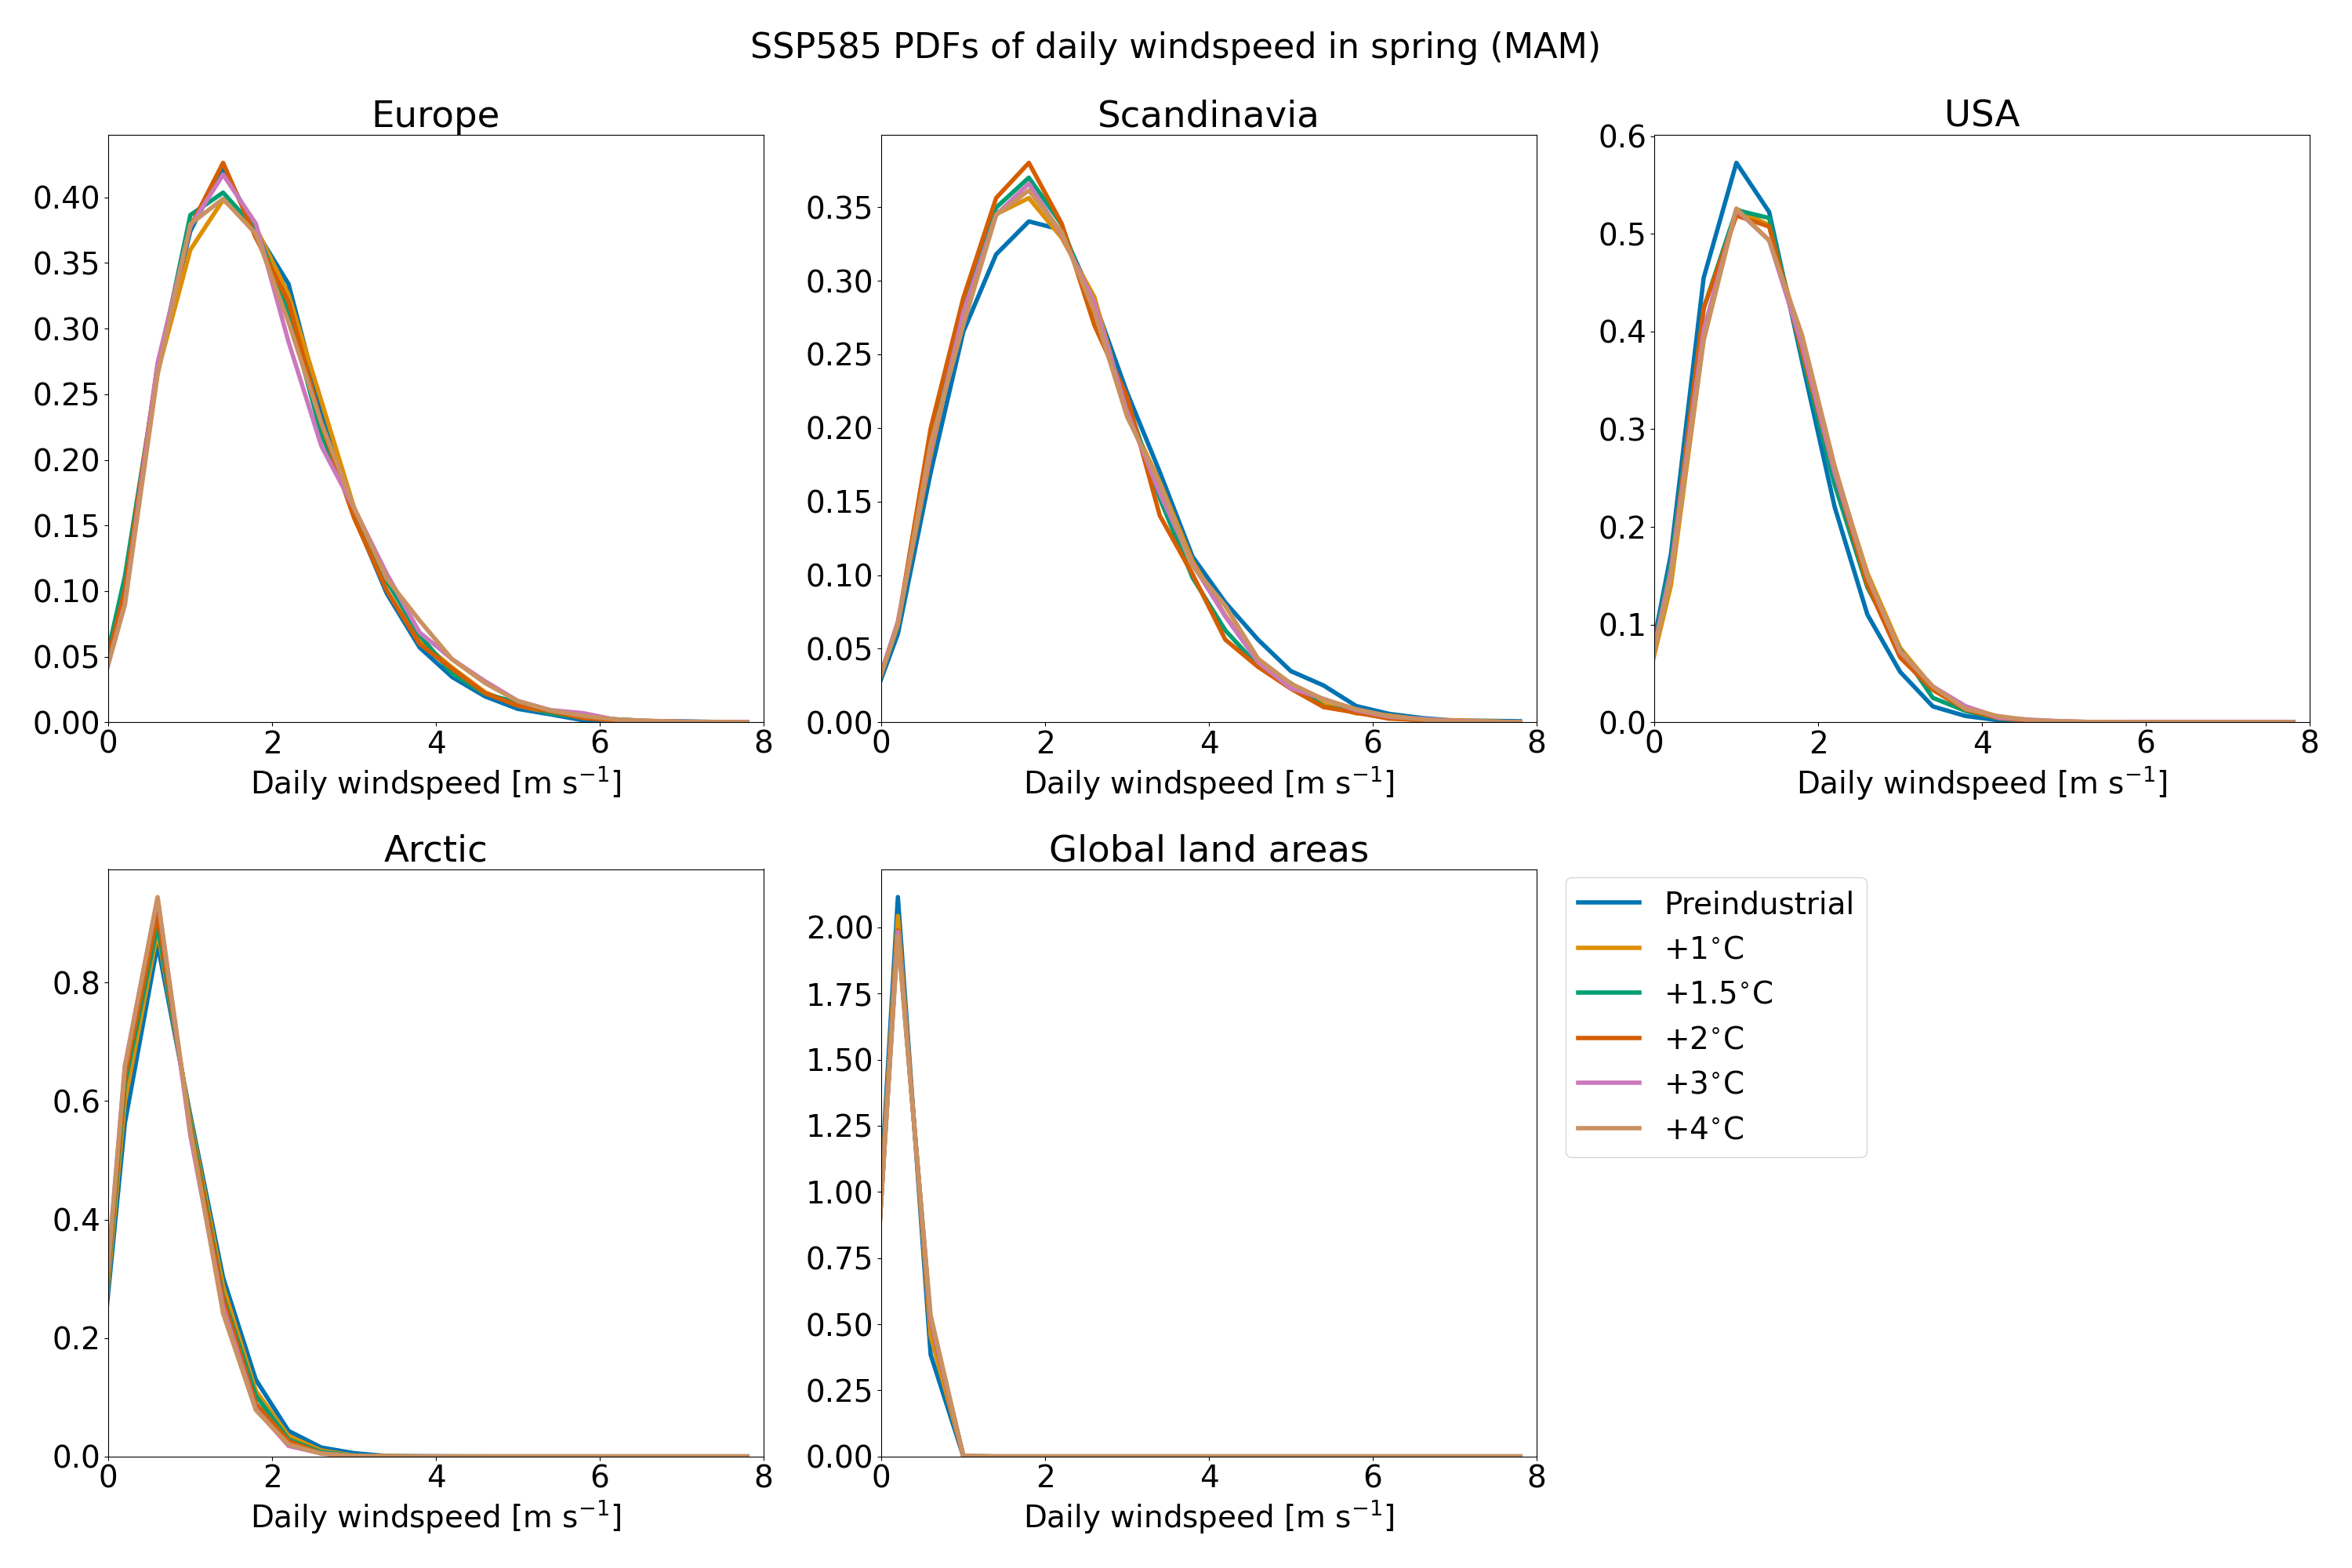 SSP585 PDFs of daily windspeed in spring (MAM)
Europe
0.40
0.35
0.30
0.25
0.20
0.15
0.10
0.05
0.00
0 2 4 6 8
Daily windspeed [m s⁻¹]
Scandinavia
0.35
0.30
0.25
0.20
0.15
0.10
0.05
0.00
0 2 4 6 8
Daily windspeed [m s⁻¹]
USA
0.6
0.5
0.4
0.3
0.2
0.1
0.0
0 2 4 6 8
Daily windspeed [m s⁻¹]
Arctic
0.8
0.6
0.4
0.2
0.0
0 2 4 6 8
Daily windspeed [m s⁻¹]
Global land areas
2.00
1.75
1.50
1.25
1.00
0.75
0.50
0.25
0.00
0 2 4 6 8
Daily windspeed [m s⁻¹]
Preindustrial
+1°C
+1.5°C
+2°C
+3°C
+4°C